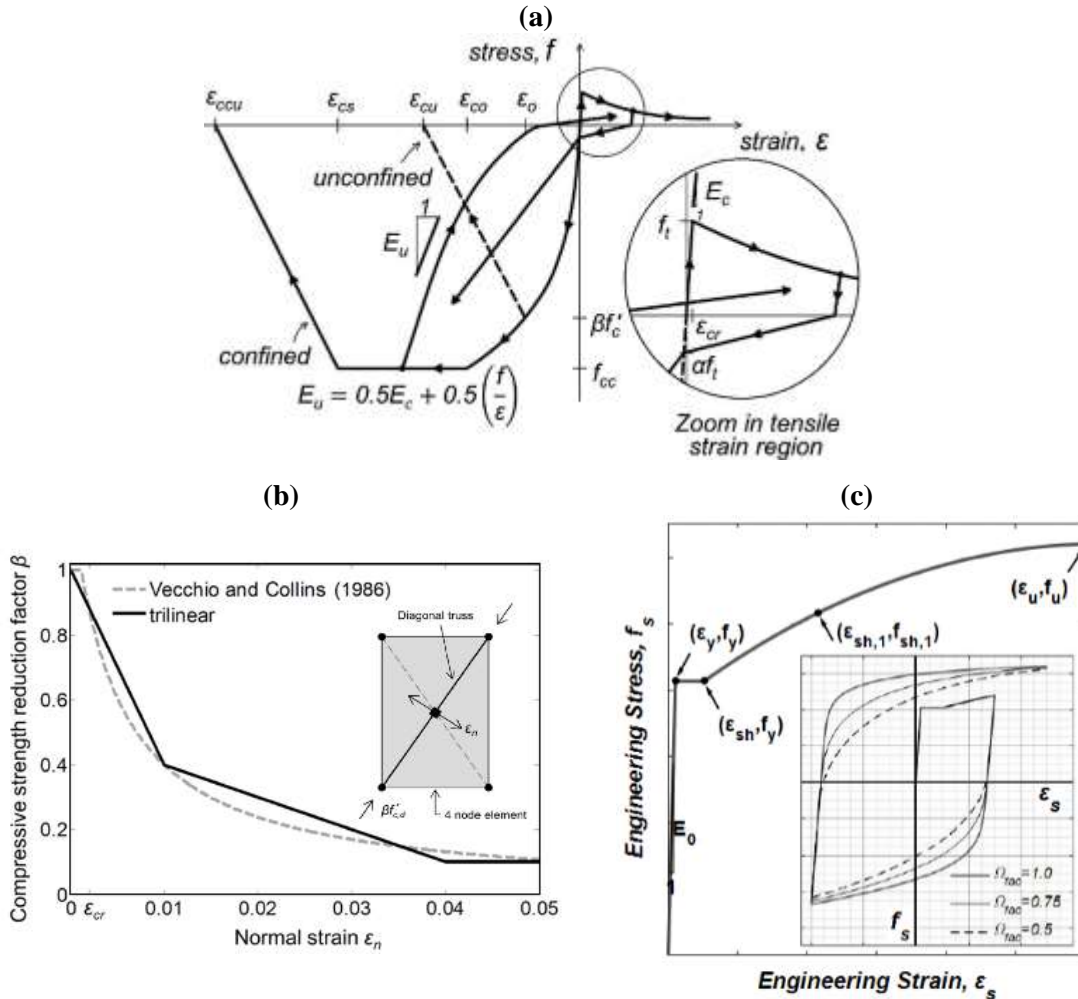 (a)
stress, f
ε_ccu ε_cs ε_cu ε_co ε_o
strain, ε
unconfined
1
E_u
E_c
1
f_t
βf'_c
ε_cr
confined
f_cc
αf_t
E_u = 0.5E_c + 0.5(f/ε)
Zoom in tensile
strain region
(b)
Compressive strength reduction factor β
1
0.8
0.6
0.4
0.2
0
0 ε_cr 0.01 0.02 0.03 0.04 0.05
Normal strain ε_n
Vecchio and Collins (1986)
trilinear
Diagonal truss
ε_n
βf'_c,d
4 node element
(c)
Engineering Stress, f_s
(ε_u,f_u)
(ε_y,f_y)
(ε_sh,1,f_sh,1)
(ε_sh,f_y)
E_0
1
ε_s
f_s
Ω_fac=1.0
Ω_fac=0.75
Ω_fac=0.5
Engineering Strain, ε_s